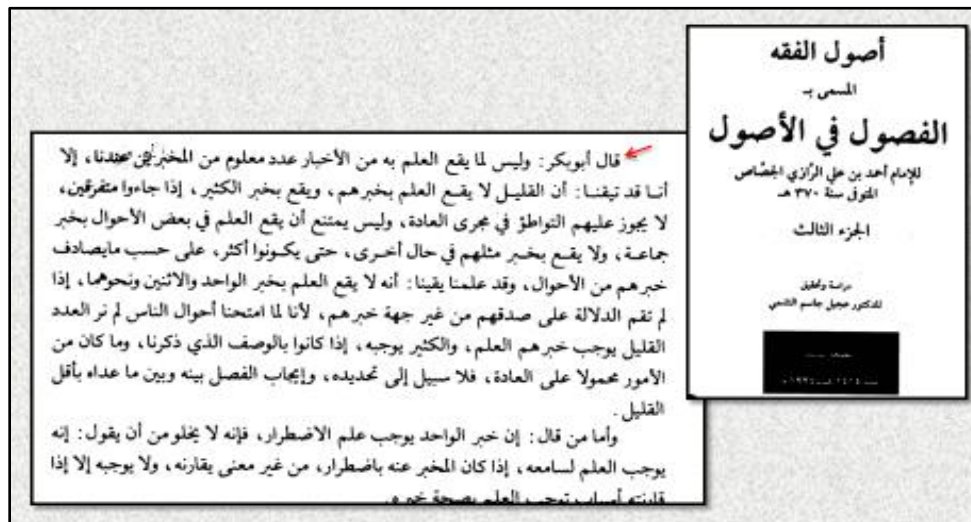 أصول الفقه
المسمى بـ
الفصول في الأصول
للإمام أحمد بن علي الرازي الجصاص
المتوفى سنة ٣٧٠ هـ
الجزء الثالث
دراسة وتحقيق
للدكتور عجيل جاسم النشمي
قال أبوبكر: وليس لما يقع العلم به من الأخبار عدد معلوم من المخبرين عندنا، إلا
أنا قد تيقنا: أن القليل لا يقع العلم بخبرهم، ويقع بخبر الكثير، إذا جاءوا متفرقين،
لا يجوز عليهم التواطؤ في مجرى العادة، وليس يمتنع أن يقع العلم في بعض الأحوال بخبر
جماعة، ولا يقع بخبر مثلهم في حال أخرى، حتى يكونوا أكثر، على حسب مايصادف
خبرهم من الأحوال، وقد علمنا يقينا: أنه لا يقع العلم بخبر الواحد والاثنين ونحوهما، إذا
لم تقم الدلالة على صدقهم من غير جهة خبرهم، لأنا لما امتحنا أحوال الناس لم نر العدد
القليل يوجب خبرهم العلم، والكثير يوجبه، إذا كانوا بالوصف الذي ذكرنا، وما كان من
الأمور محمولا على العادة، فلا سبيل إلى تحديده، وإيجاب الفصل بينه وبين ما عداه بأقل
القليل.
وأما من قال: إن خبر الواحد يوجب علم الاضطرار، فإنه لا يخلو من أن يقول: إنه
يوجب العلم لسامعه، إذا كان المخبر عنه باضطرار، من غير معنى يقارنه، ولا يوجبه إلا إذا
قارنته أسباب توجب العلم بصحة خبره